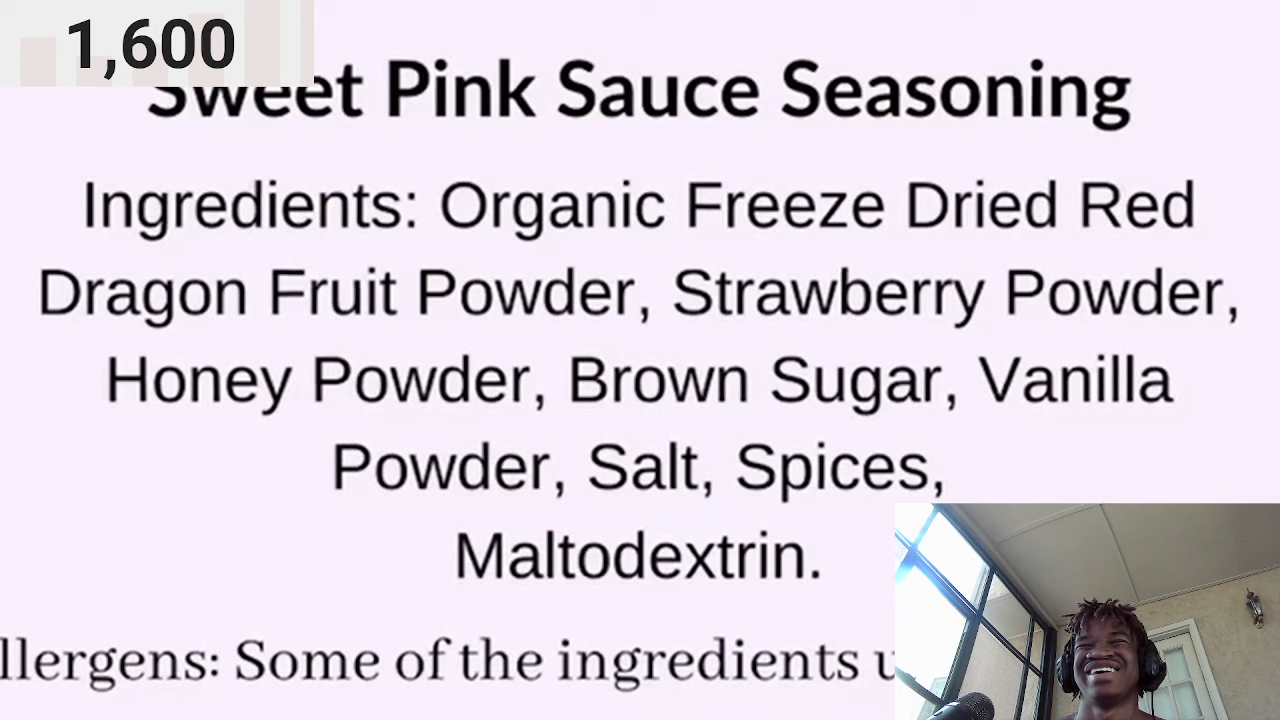 1,600
Sweet Pink Sauce Seasoning
Ingredients: Organic Freeze Dried Red
Dragon Fruit Powder, Strawberry Powder,
Honey Powder, Brown Sugar, Vanilla
Powder, Salt, Spices,
Maltodextrin.
llergens: Some of the ingredients u